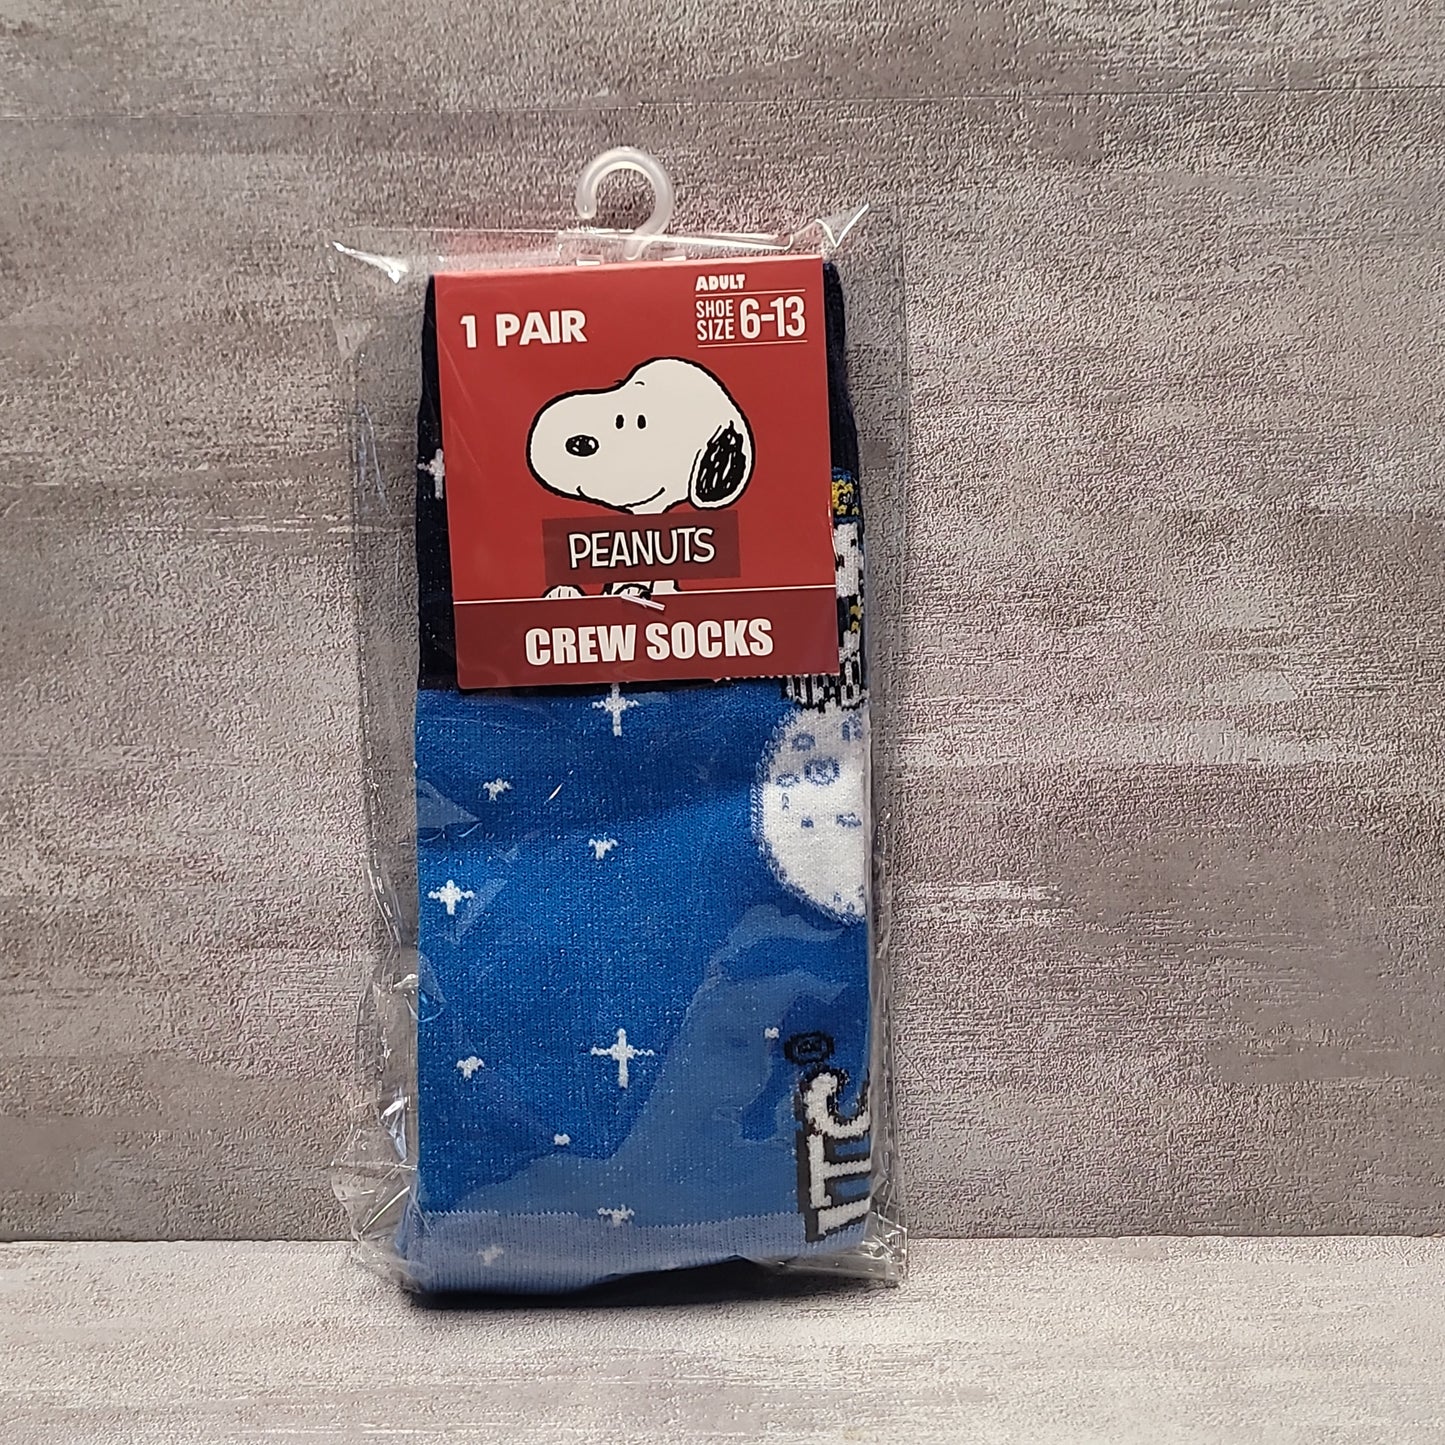 1 PAIR
ADULT
SHOE
SIZE 6-13
PEANUTS
CREW SOCKS